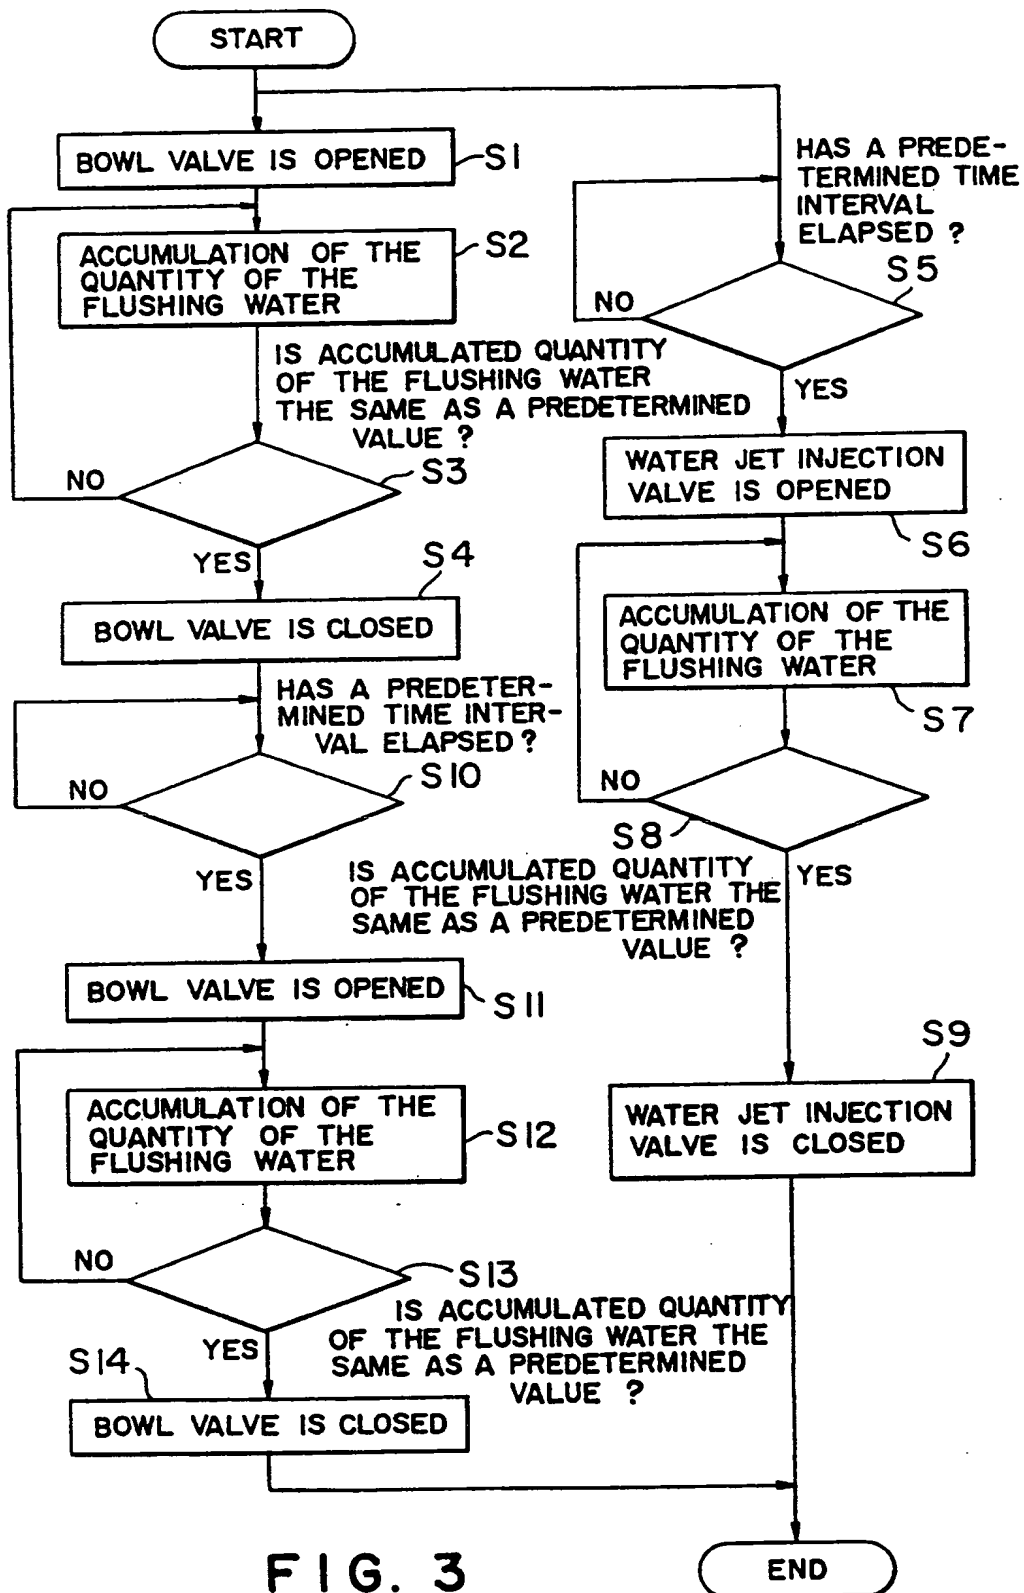 START
BOWL VALVE IS OPENED
S1
ACCUMULATION OF THE
QUANTITY OF THE
FLUSHING WATER
S2
IS ACCUMULATED QUANTITY
OF THE FLUSHING WATER
THE SAME AS A PREDETERMINED
VALUE ?
NO
S3
YES
S4
BOWL VALVE IS CLOSED
HAS A PREDETER-
MINED TIME INTER-
VAL ELAPSED ?
NO
S10
YES
BOWL VALVE IS OPENED
S11
ACCUMULATION OF THE
QUANTITY OF THE
FLUSHING WATER
S12
NO
S13
IS ACCUMULATED QUANTITY
OF THE FLUSHING WATER THE
SAME AS A PREDETERMINED
VALUE ?
YES
S14
BOWL VALVE IS CLOSED
HAS A PREDE-
TERMINED TIME
INTERVAL
ELAPSED ?
S5
NO
YES
WATER JET INJECTION
VALVE IS OPENED
S6
ACCUMULATION OF THE
QUANTITY OF THE
FLUSHING WATER
S7
NO
S8
IS ACCUMULATED QUANTITY
OF THE FLUSHING WATER THE
SAME AS A PREDETERMINED
VALUE ?
YES
S9
WATER JET INJECTION
VALVE IS CLOSED
END
FIG. 3